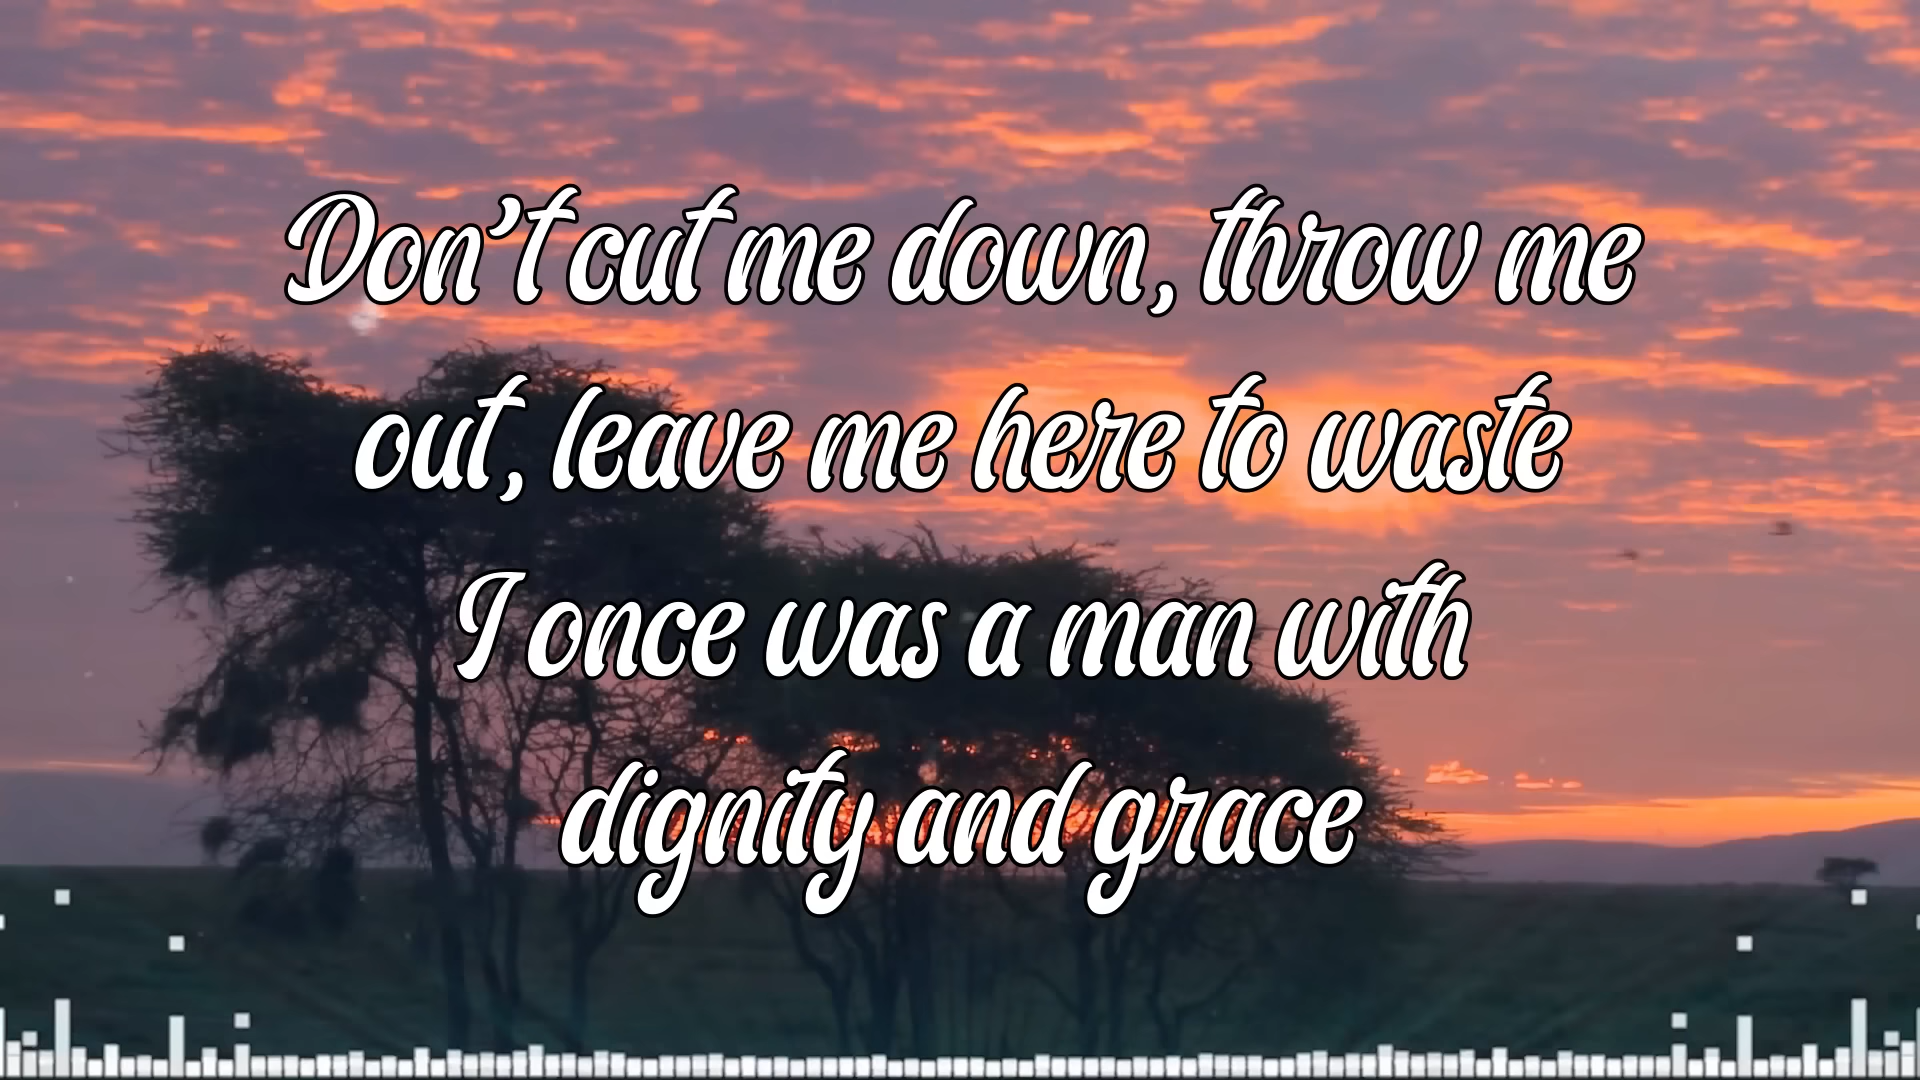 Don't cut me down, throw me
out, leave me here to waste
I once was a man with
dignity and grace